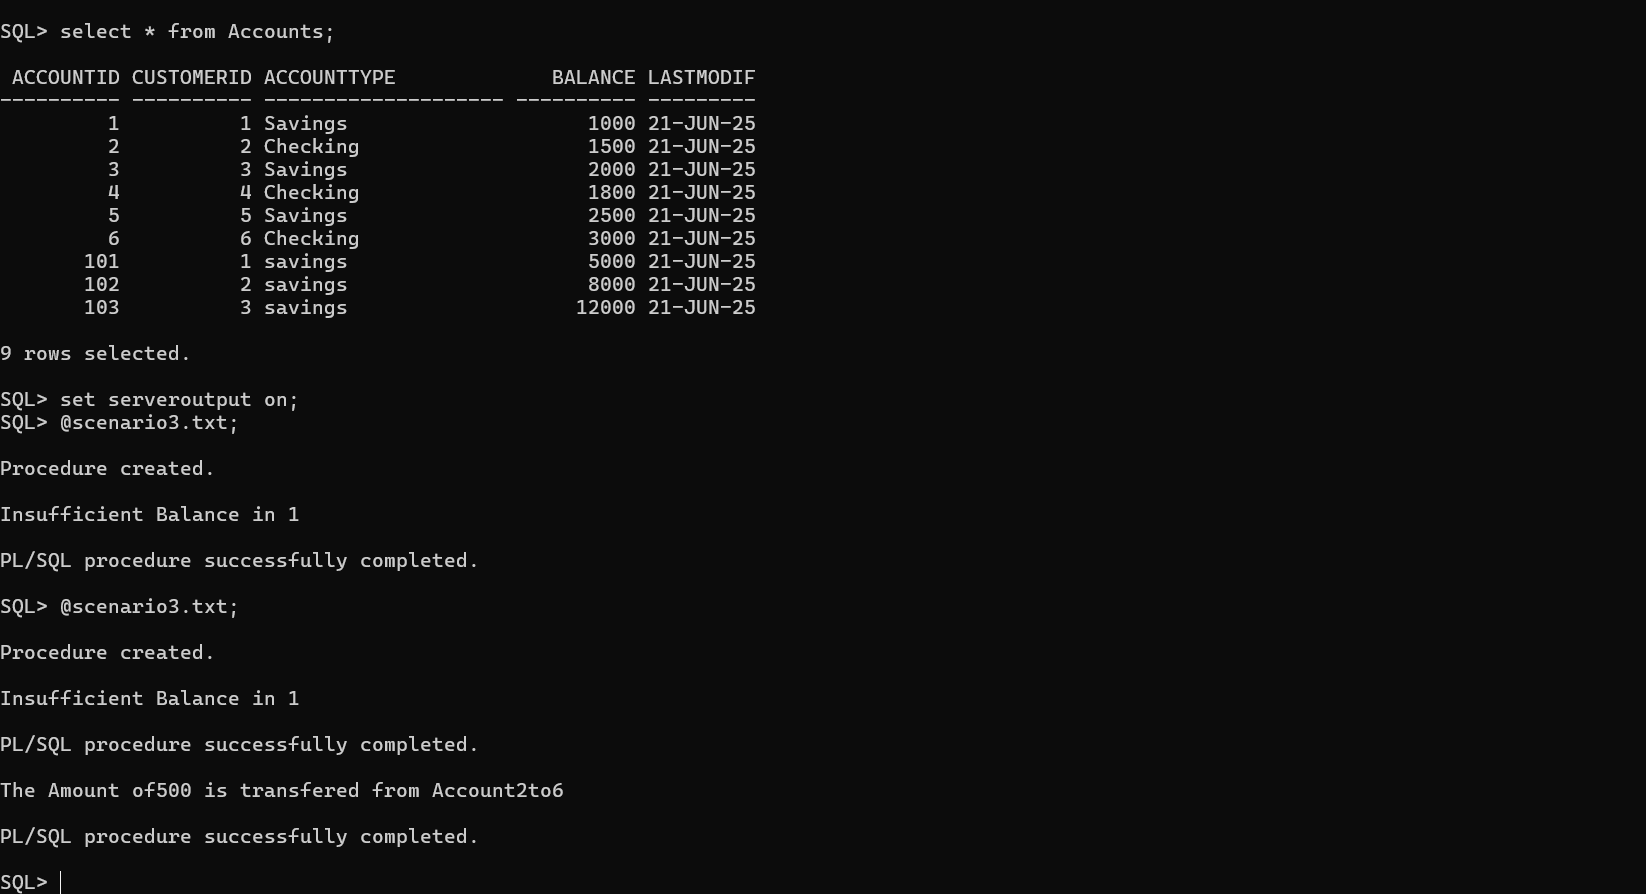 SQL> select * from Accounts;
 ACCOUNTID CUSTOMERID ACCOUNTTYPE             BALANCE LASTMODIF
---------- ---------- -------------------- ---------- ---------
         1          1 Savings                    1000 21-JUN-25
         2          2 Checking                   1500 21-JUN-25
         3          3 Savings                    2000 21-JUN-25
         4          4 Checking                   1800 21-JUN-25
         5          5 Savings                    2500 21-JUN-25
         6          6 Checking                   3000 21-JUN-25
       101          1 savings                    5000 21-JUN-25
       102          2 savings                    8000 21-JUN-25
       103          3 savings                   12000 21-JUN-25
9 rows selected.
SQL> set serveroutput on;
SQL> @scenario3.txt;
Procedure created.
Insufficient Balance in 1
PL/SQL procedure successfully completed.
SQL> @scenario3.txt;
Procedure created.
Insufficient Balance in 1
PL/SQL procedure successfully completed.
The Amount of500 is transfered from Account2to6
PL/SQL procedure successfully completed.
SQL>